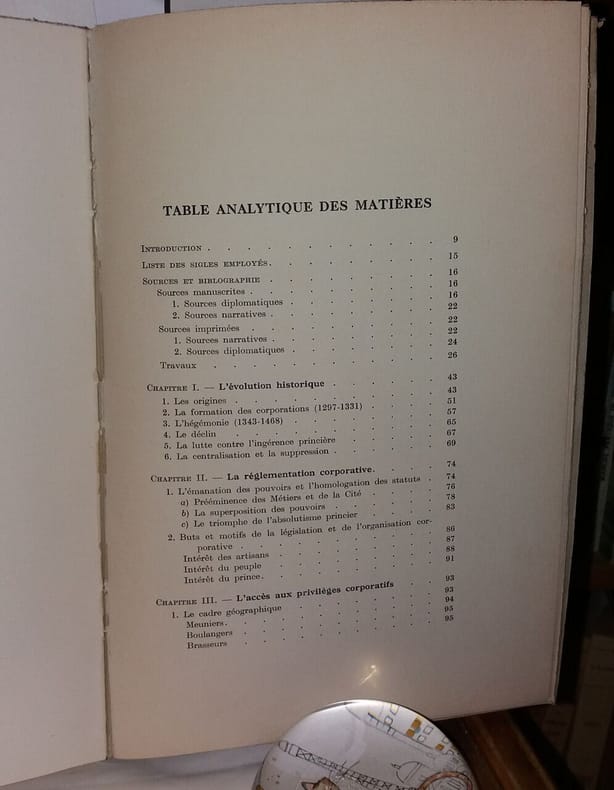 TABLE ANALYTIQUE DES MATIÈRES
INTRODUCTION . . . . . . . . . . . . 9
LISTE DES SIGLES EMPLOYÉS. . . . . . . . . 15
SOURCES ET BIBLOGRAPHIE . . . . . . . . . 16
Sources manuscrites . . . . . . . . . . 16
1. Sources diplomatiques . . . . . . . . 16
2. Sources narratives . . . . . . . . . 22
Sources imprimées . . . . . . . . . . 22
1. Sources narratives . . . . . . . . . 22
2. Sources diplomatiques . . . . . . . . 24
Travaux . . . . . . . . . . . . 26
CHAPITRE I. — L'évolution historique . . . . . . 43
1. Les origines . . . . . . . . . . . 43
2. La formation des corporations (1297-1331) . . . . 51
3. L'hégémonie (1343-1468) . . . . . . . . 57
4. Le déclin . . . . . . . . . . . 65
5. La lutte contre l'ingérence princière . . . . . 67
6. La centralisation et la suppression . . . . . . 69
CHAPITRE II. — La réglementation corporative. . . . 74
1. L'émanation des pouvoirs et l'homologation des statuts . 74
a) Prééminence des Métiers et de la Cité . . . . 76
b) La superposition des pouvoirs . . . . . . 78
c) Le triomphe de l'absolutisme princier . . . . 83
2. Buts et motifs de la législation et de l'organisation cor-
porative . . . . . . . . . . . 86
Intérêt des artisans . . . . . . . . . 87
Intérêt du peuple . . . . . . . . . 88
Intérêt du prince. . . . . . . . . . 91
CHAPITRE III. — L'accès aux privilèges corporatifs . . 93
1. Le cadre géographique . . . . . . . . 93
Meuniers. . . . . . . . . . . . 94
Boulangers . . . . . . . . . . . 95
Brasseurs . . . . . . . . . . . 95